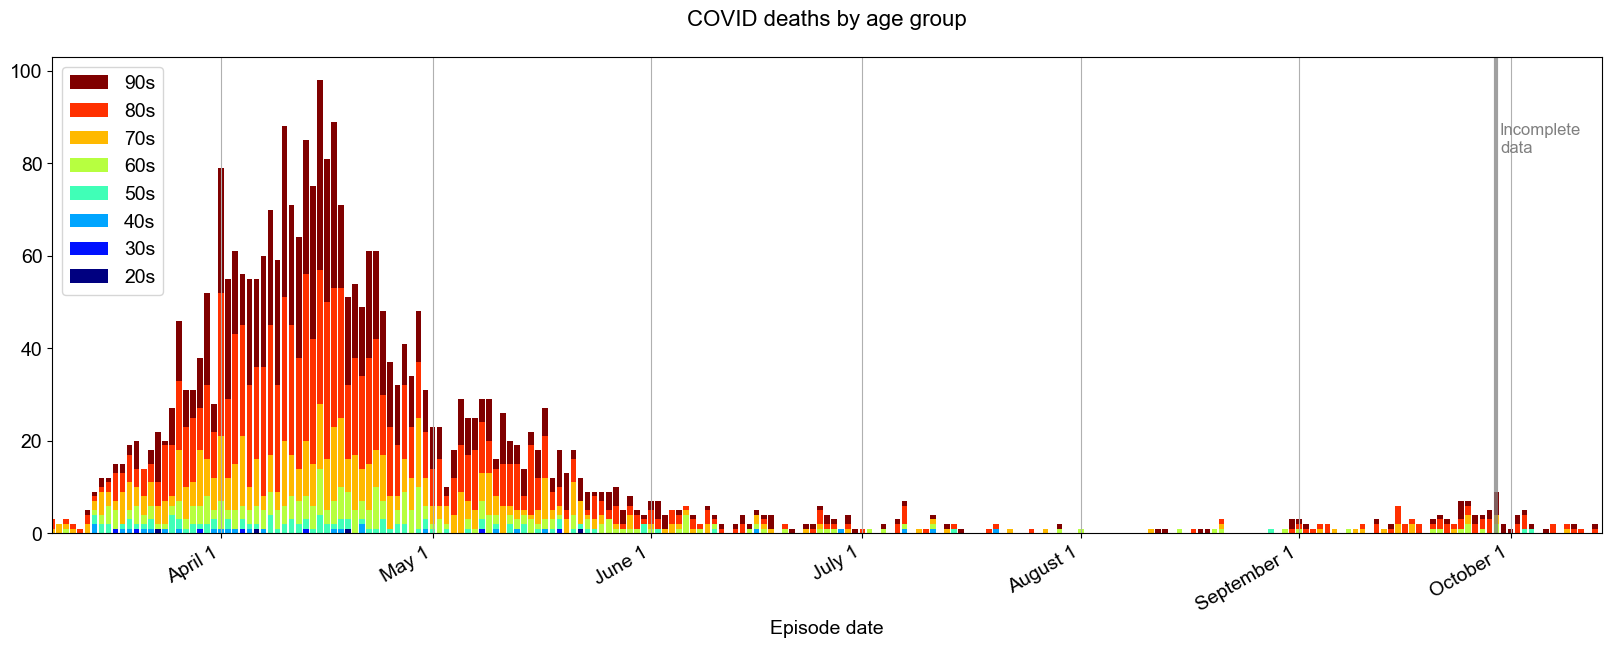 COVID deaths by age group
100
80
60
40
20
0
90s
80s
70s
60s
50s
40s
30s
20s
Incomplete
data
April 1
May 1
June 1
July 1
August 1
September 1
October 1
Episode date